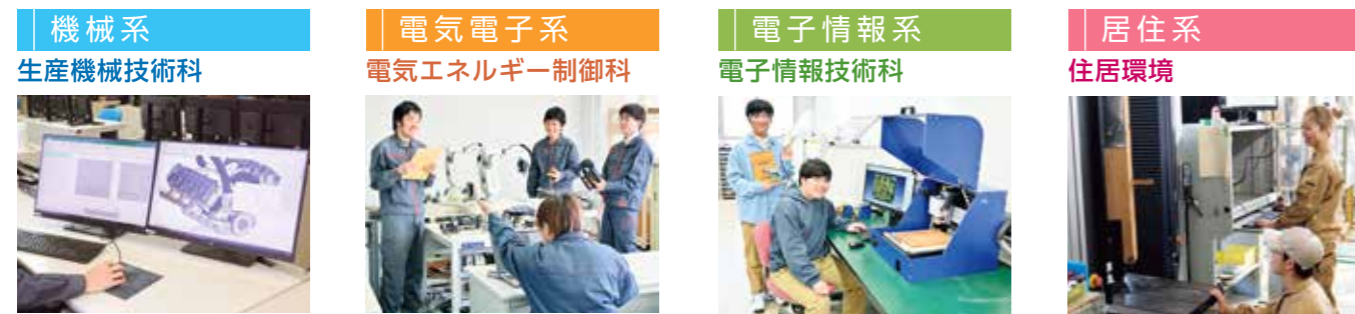 機械系
生産機械技術科
電気電子系
電気エネルギー制御科
電子情報系
電子情報技術科
居住系
住居環境